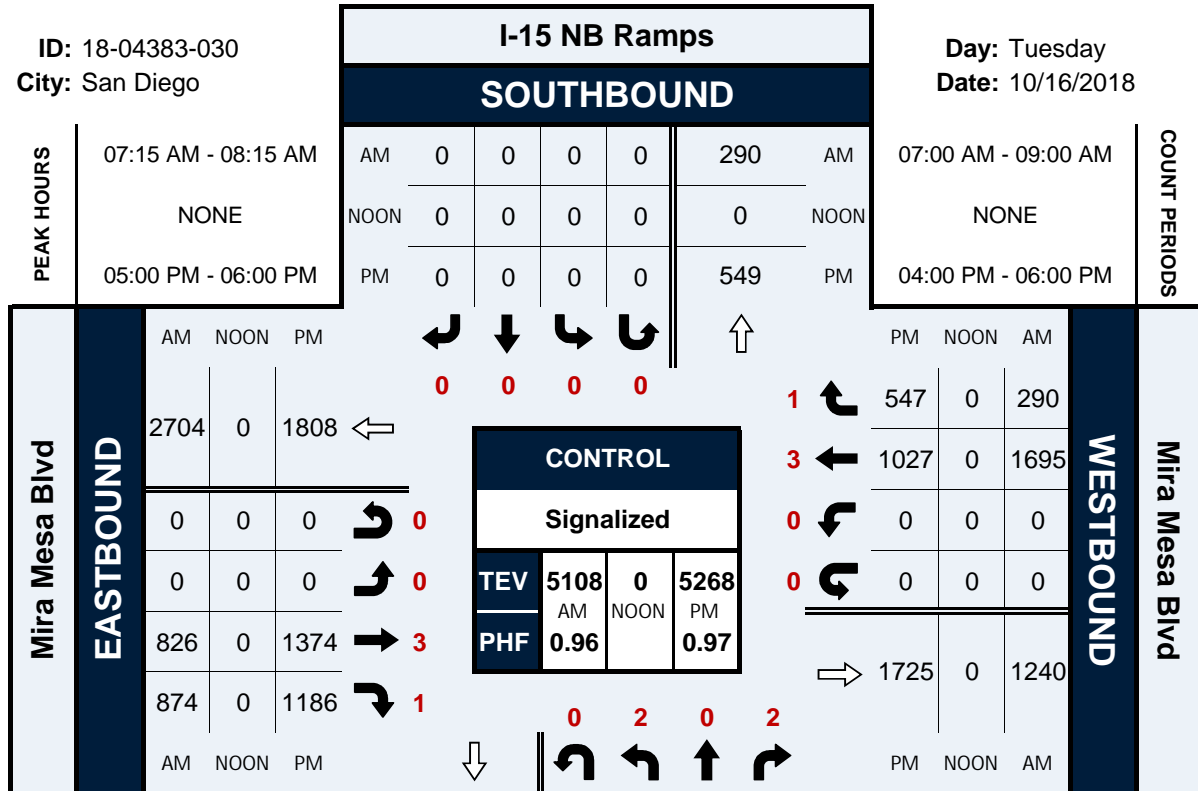 I-15 NB Ramps
ID: 18-04383-030
Day: Tuesday
City: San Diego
Date: 10/16/2018
SOUTHBOUND
PEAK HOURS
07:15 AM - 08:15 AM
NONE
05:00 PM - 06:00 PM
AM 0 0 0 0 290 AM
NOON 0 0 0 0 0 NOON
PM 0 0 0 0 549 PM
07:00 AM - 09:00 AM
NONE
04:00 PM - 06:00 PM
COUNT PERIODS
0 0 0 0
Mira Mesa Blvd
EASTBOUND
AM NOON PM
2704 0 1808
0 0 0 0
0 0 0 0
826 0 1374 3
874 0 1186 1
AM NOON PM
CONTROL
Signalized
TEV 5108 0 5268
AM NOON PM
PHF 0.96 0.97
PM NOON AM
1 547 0 290
3 1027 0 1695
0 0 0 0
0 0 0 0
1725 0 1240
PM NOON AM
WESTBOUND
Mira Mesa Blvd
0 2 0 2